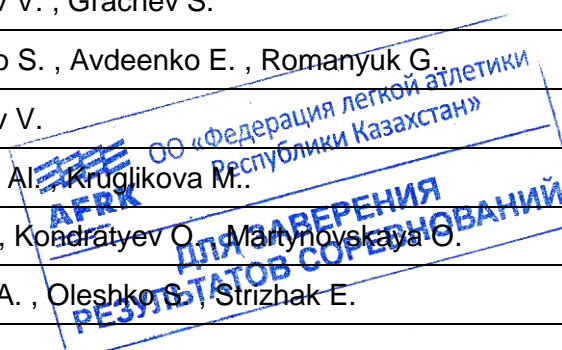 V. , Grachev S.
S. , Avdeenko E. , Romanyuk G..
V.
Al. , Kruglikova M..
, Kondratyev O. , Martynovskaya O.
A. , Oleshko S. , Strizhak E.
AFRK
ОО «Федерация легкой атлетики
Республики Казахстан»
ДЛЯ ЗАВЕРЕНИЯ
РЕЗУЛЬТАТОВ СОРЕВНОВАНИЙ